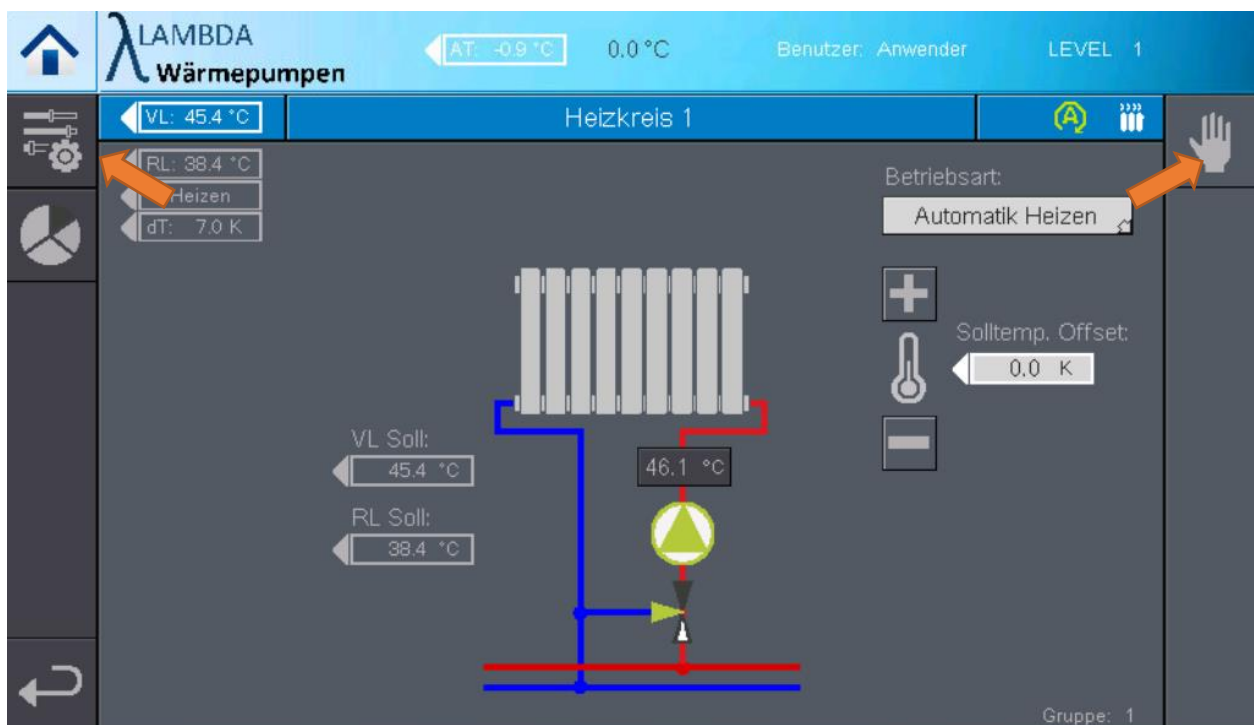 λ LAMBDA
Wärmepumpen
AT: -0.9 °C
0.0 °C
Benutzer: Anwender
LEVEL 1
VL: 45.4 °C
Heizkreis 1
A
RL: 38.4 °C
Heizen
dT: 7.0 K
Betriebsart:
Automatik Heizen
Solltemp. Offset:
0.0 K
VL Soll:
45.4 °C
46.1 °C
RL Soll:
38.4 °C
Gruppe: 1